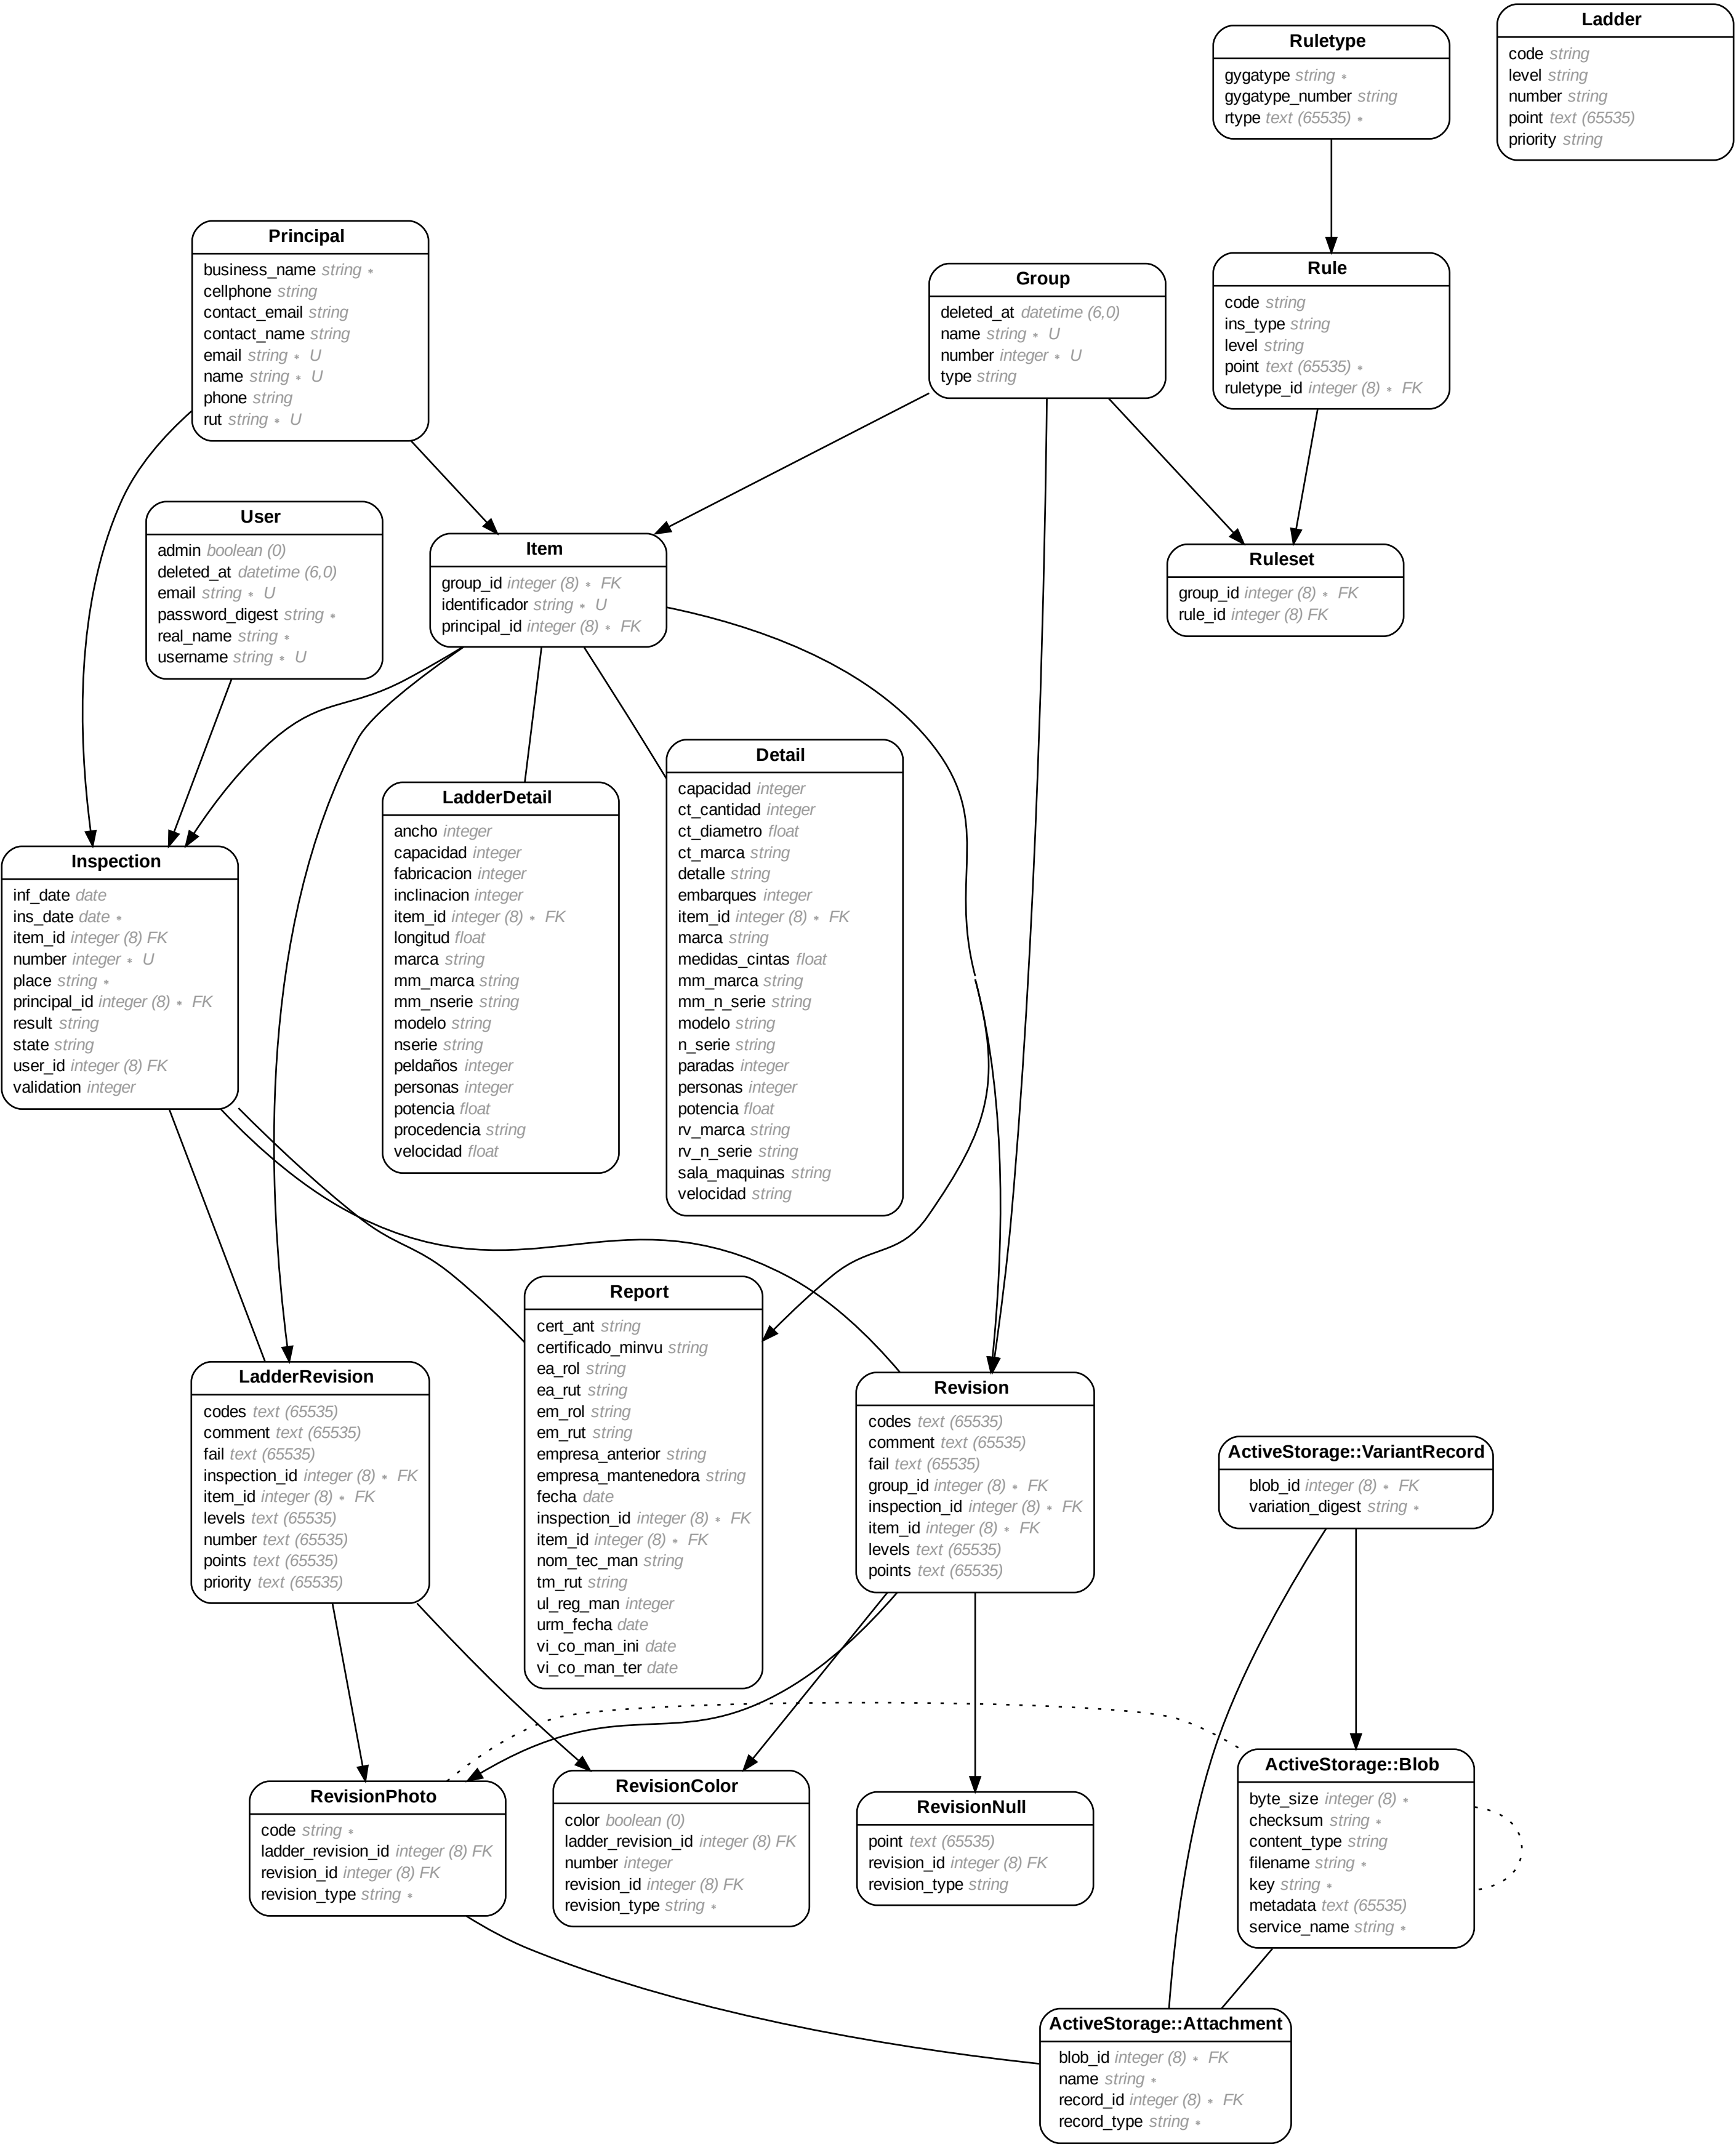 Ladder
code string
level string
number string
point text (65535)
priority string
Ruletype
gygatype string ∗
gygatype_number string
rtype text (65535) ∗
Principal
business_name string ∗
cellphone string
contact_email string
contact_name string
email string ∗ U
name string ∗ U
phone string
rut string ∗ U
Group
deleted_at datetime (6,0)
name string ∗ U
number integer ∗ U
type string
Rule
code string
ins_type string
level string
point text (65535) ∗
ruletype_id integer (8) ∗ FK
User
admin boolean (0)
deleted_at datetime (6,0)
email string ∗ U
password_digest string ∗
real_name string ∗
username string ∗ U
Item
group_id integer (8) ∗ FK
identificador string ∗ U
principal_id integer (8) ∗ FK
Ruleset
group_id integer (8) ∗ FK
rule_id integer (8) FK
Inspection
inf_date date
ins_date date ∗
item_id integer (8) FK
number integer ∗ U
place string ∗
principal_id integer (8) ∗ FK
result string
state string
user_id integer (8) FK
validation integer
LadderDetail
ancho integer
capacidad integer
fabricacion integer
inclinacion integer
item_id integer (8) ∗ FK
longitud float
marca string
mm_marca string
mm_nserie string
modelo string
nserie string
peldaños integer
personas integer
potencia float
procedencia string
velocidad float
Detail
capacidad integer
ct_cantidad integer
ct_diametro float
ct_marca string
detalle string
embarques integer
item_id integer (8) ∗ FK
marca string
medidas_cintas float
mm_marca string
mm_n_serie string
modelo string
n_serie string
paradas integer
personas integer
potencia float
rv_marca string
rv_n_serie string
sala_maquinas string
velocidad string
LadderRevision
codes text (65535)
comment text (65535)
fail text (65535)
inspection_id integer (8) ∗ FK
item_id integer (8) ∗ FK
levels text (65535)
number text (65535)
points text (65535)
priority text (65535)
Report
cert_ant string
certificado_minvu string
ea_rol string
ea_rut string
em_rol string
em_rut string
empresa_anterior string
empresa_mantenedora string
fecha date
inspection_id integer (8) ∗ FK
item_id integer (8) ∗ FK
nom_tec_man string
tm_rut string
ul_reg_man integer
urm_fecha date
vi_co_man_ini date
vi_co_man_ter date
Revision
codes text (65535)
comment text (65535)
fail text (65535)
group_id integer (8) ∗ FK
inspection_id integer (8) ∗ FK
item_id integer (8) ∗ FK
levels text (65535)
points text (65535)
ActiveStorage::VariantRecord
blob_id integer (8) ∗ FK
variation_digest string ∗
RevisionPhoto
code string ∗
ladder_revision_id integer (8) FK
revision_id integer (8) FK
revision_type string ∗
RevisionColor
color boolean (0)
ladder_revision_id integer (8) FK
number integer
revision_id integer (8) FK
revision_type string ∗
RevisionNull
point text (65535)
revision_id integer (8) FK
revision_type string
ActiveStorage::Blob
byte_size integer (8) ∗
checksum string ∗
content_type string
filename string ∗
key string ∗
metadata text (65535)
service_name string ∗
ActiveStorage::Attachment
blob_id integer (8) ∗ FK
name string ∗
record_id integer (8) ∗ FK
record_type string ∗